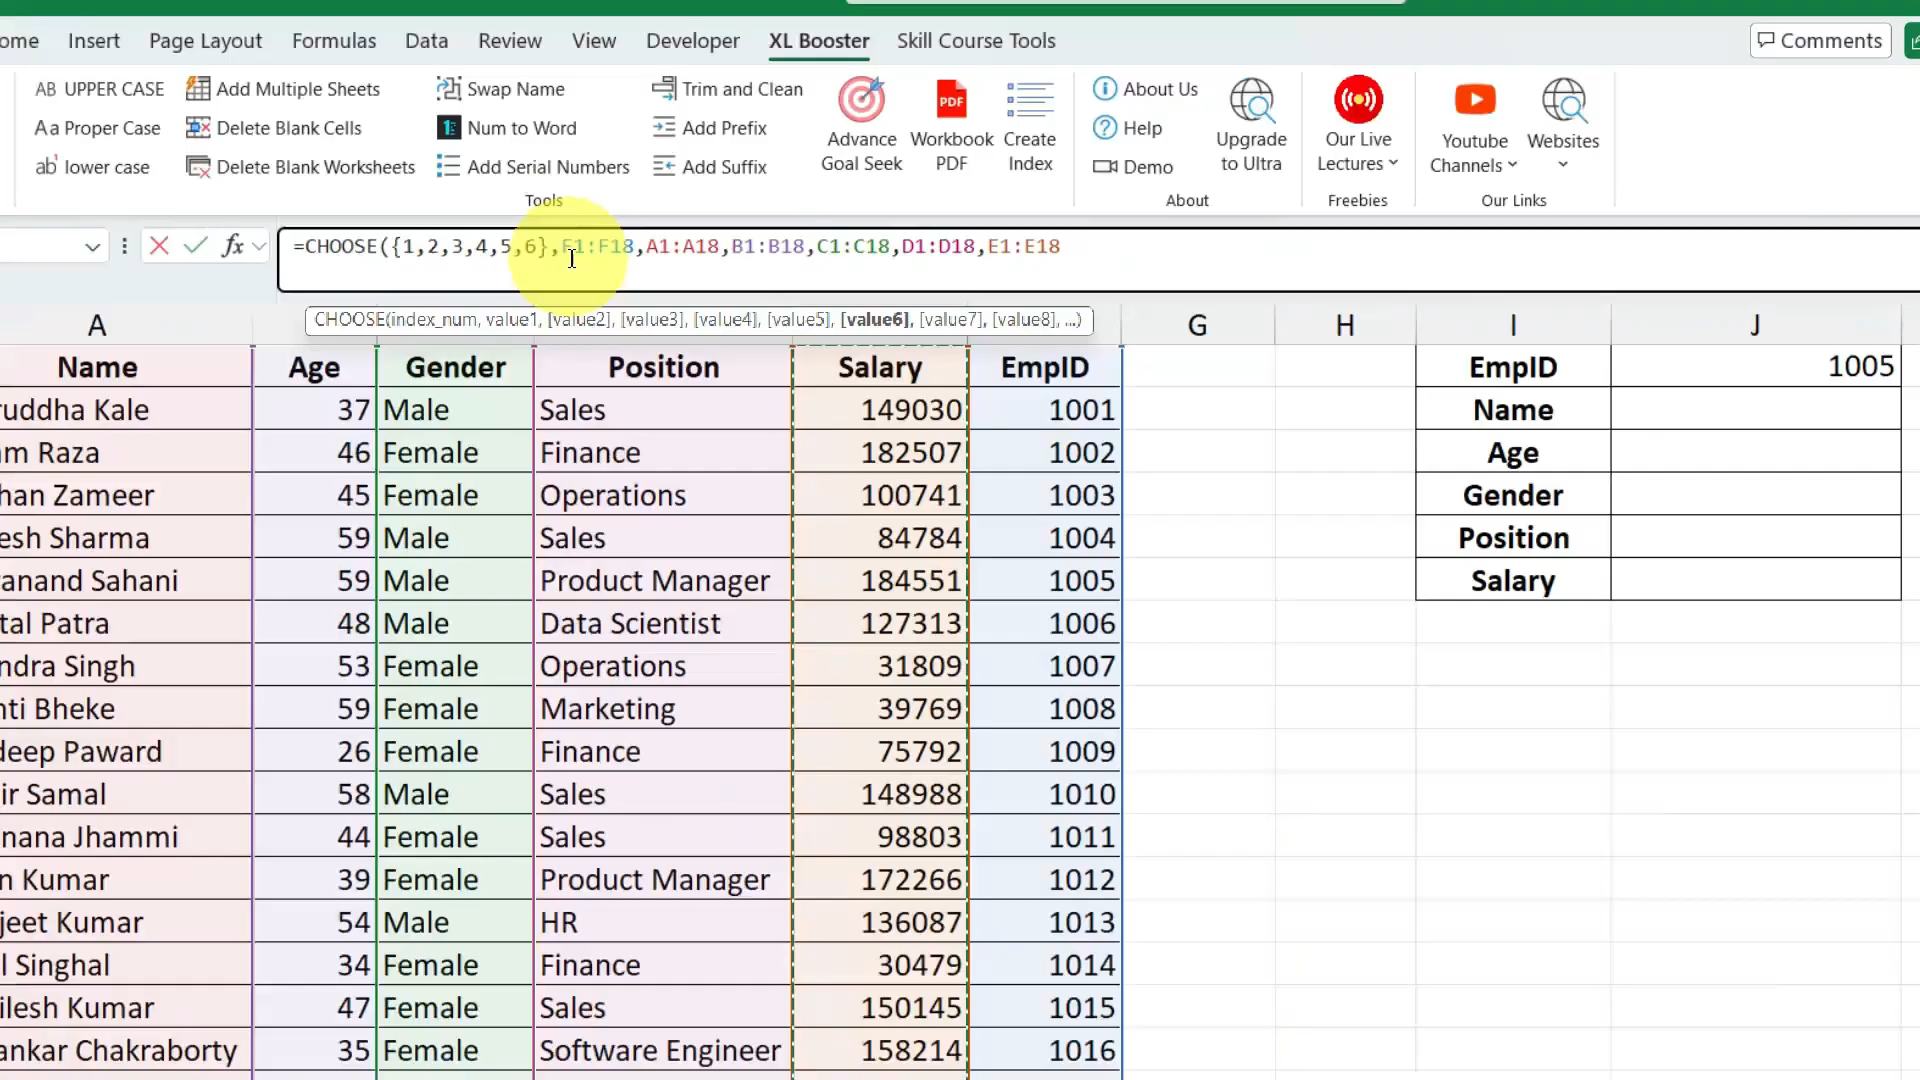 ome Insert Page Layout Formulas Data Review View Developer XL Booster Skill Course Tools Comments
AB UPPER CASE Add Multiple Sheets Swap Name Trim and Clean About Us
Aa Proper Case Delete Blank Cells Num to Word Add Prefix Advance Goal Seek Workbook PDF Create Index Help Upgrade to Ultra Our Live Lectures Youtube Channels Websites
ab lower case Delete Blank Worksheets Add Serial Numbers Add Suffix Demo
Tools About Freebies Our Links
fx =CHOOSE({1,2,3,4,5,6},F1:F18,A1:A18,B1:B18,C1:C18,D1:D18,E1:E18
CHOOSE(index_num, value1, [value2], [value3], [value4], [value5], [value6], [value7], [value8], ...)
A G H I J
Name Age Gender Position Salary EmpID EmpID 1005
ruddha Kale 37 Male Sales 149030 1001 Name
m Raza 46 Female Finance 182507 1002 Age
han Zameer 45 Female Operations 100741 1003 Gender
esh Sharma 59 Male Sales 84784 1004 Position
anand Sahani 59 Male Product Manager 184551 1005 Salary
tal Patra 48 Male Data Scientist 127313 1006
ndra Singh 53 Female Operations 31809 1007
nti Bheke 59 Female Marketing 39769 1008
deep Paward 26 Female Finance 75792 1009
ir Samal 58 Male Sales 148988 1010
nana Jhammi 44 Female Sales 98803 1011
n Kumar 39 Female Product Manager 172266 1012
jeet Kumar 54 Male HR 136087 1013
l Singhal 34 Female Finance 30479 1014
ilesh Kumar 47 Female Sales 150145 1015
ankar Chakraborty 35 Female Software Engineer 158214 1016